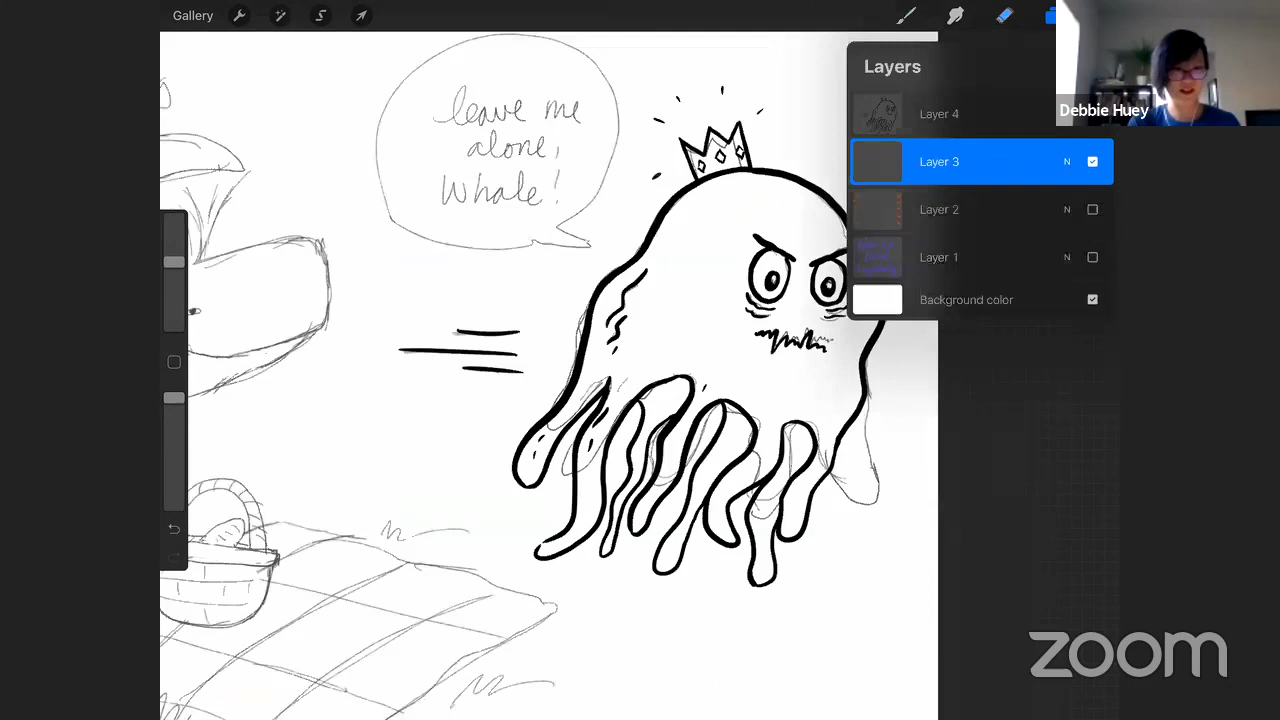 Gallery
leave me
alone,
Whale!
Layers
Layer 4
Layer 3 N
Layer 2 N
Layer 1 N
Background color
Debbie Huey
zoom